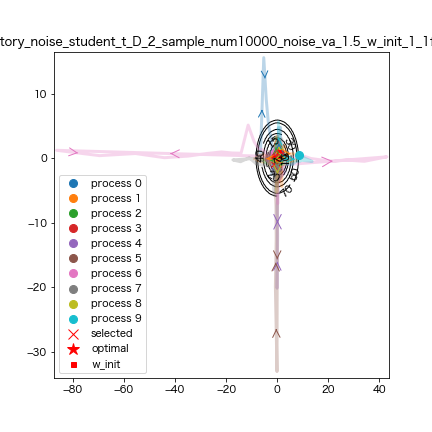 tory_noise_student_t_D_2_sample_num10000_noise_va_1.5_w_init_1_1
10
0
−10
−20
−30
−80
−60
−40
−20
0
20
40
process 0
process 1
process 2
process 3
process 4
process 5
process 6
process 7
process 8
process 9
selected
optimal
w_init